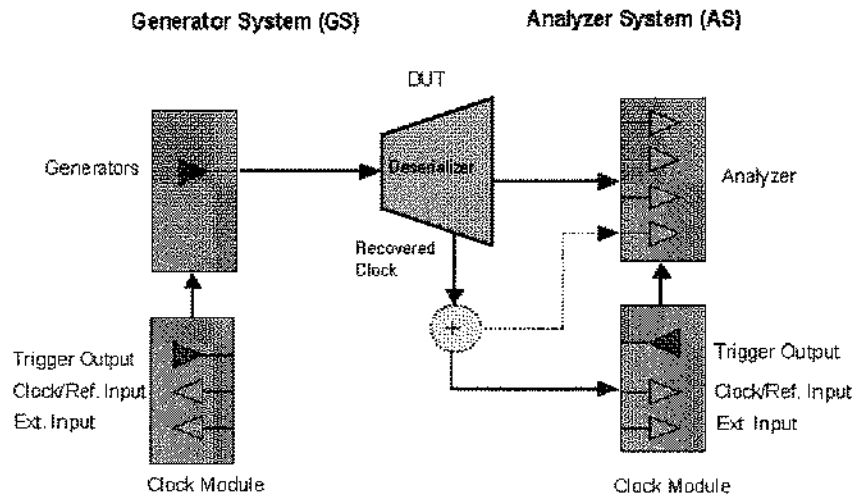 Generator System (GS)
Analyzer System (AS)
DUT
Generators
Deserializer
Analyzer
Recovered
Clock
+
Trigger Output
Clock/Ref. Input
Ext. Input
Clock Module
Trigger Output
Clock/Ref. Input
Ext. Input
Clock Module